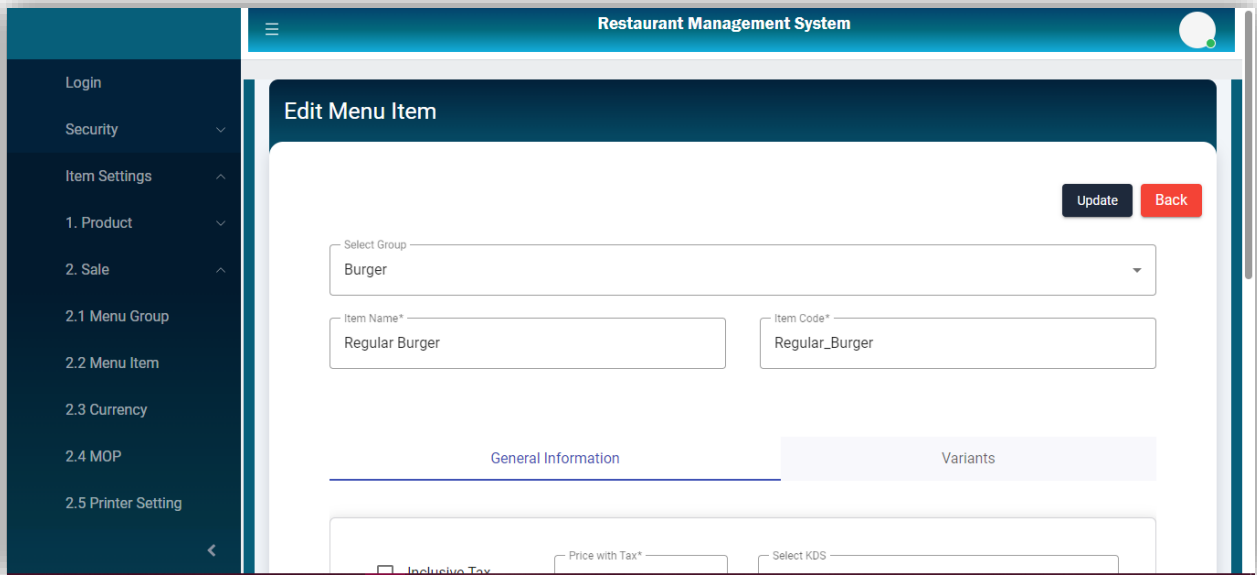 Restaurant Management System
Login
Security
Item Settings
1. Product
2. Sale
2.1 Menu Group
2.2 Menu Item
2.3 Currency
2.4 MOP
2.5 Printer Setting
Edit Menu Item
Update Back
Select Group
Burger
Item Name* Item Code*
Regular Burger Regular_Burger
General Information Variants
Price with Tax* Select KDS
Inclusive Tax